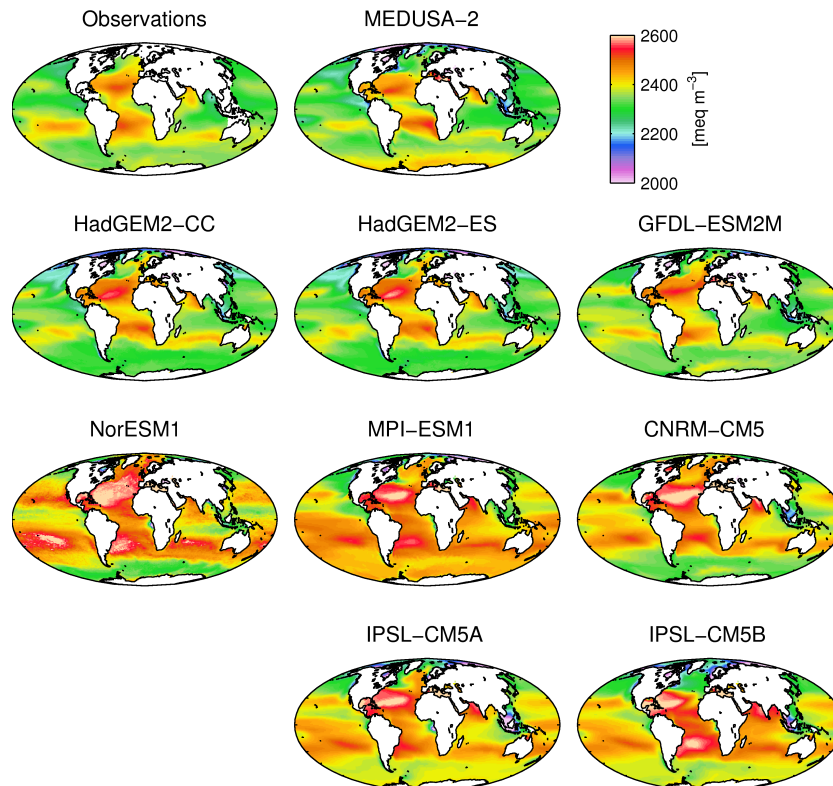 Observations
MEDUSA−2
2600
2400
2200
2000
[meq m⁻³]
HadGEM2−CC
HadGEM2−ES
GFDL−ESM2M
NorESM1
MPI−ESM1
CNRM−CM5
IPSL−CM5A
IPSL−CM5B